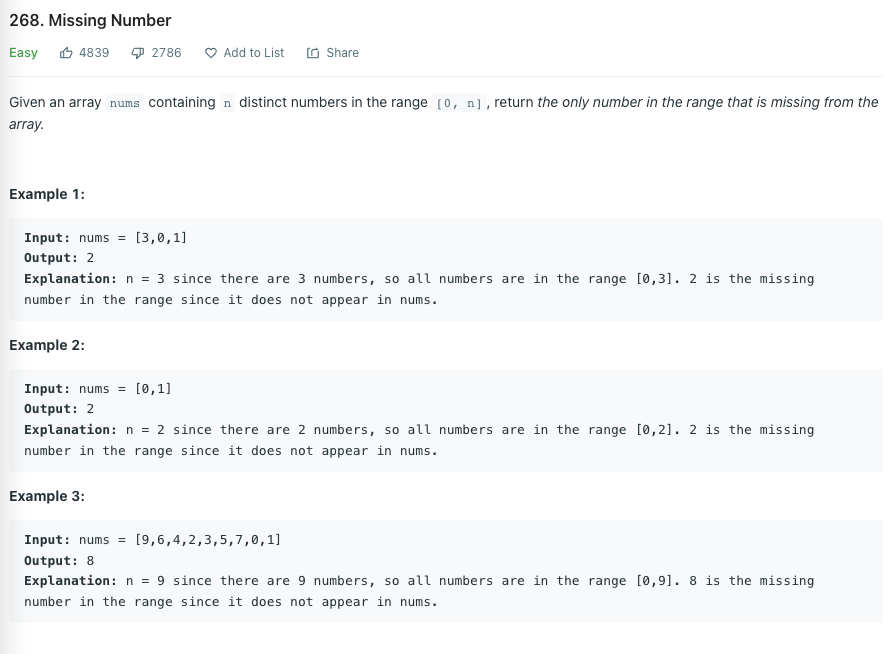 268. Missing Number
Easy 4839 2786 Add to List Share
Given an array nums containing n distinct numbers in the range [0, n], return the only number in the range that is missing from the
array.
Example 1:
Input: nums = [3,0,1]
Output: 2
Explanation: n = 3 since there are 3 numbers, so all numbers are in the range [0,3]. 2 is the missing
number in the range since it does not appear in nums.
Example 2:
Input: nums = [0,1]
Output: 2
Explanation: n = 2 since there are 2 numbers, so all numbers are in the range [0,2]. 2 is the missing
number in the range since it does not appear in nums.
Example 3:
Input: nums = [9,6,4,2,3,5,7,0,1]
Output: 8
Explanation: n = 9 since there are 9 numbers, so all numbers are in the range [0,9]. 8 is the missing
number in the range since it does not appear in nums.